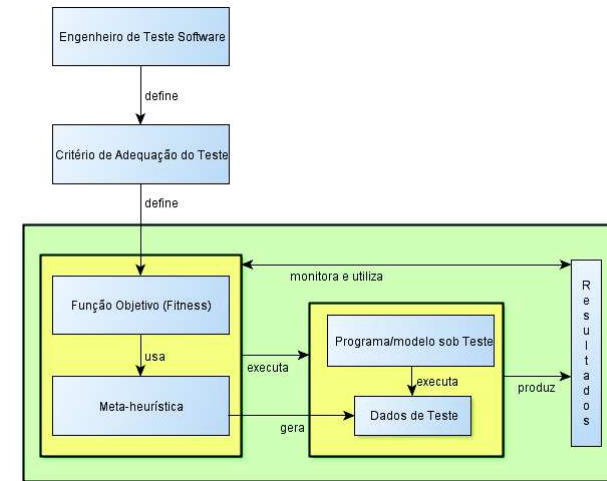 Engenheiro de Teste Software
define
Critério de Adequação do Teste
define
monitora e utiliza
Função Objetivo (Fitness)
usa
Meta-heurística
executa
gera
Programa/modelo sob Teste
executa
Dados de Teste
produz
Resultados